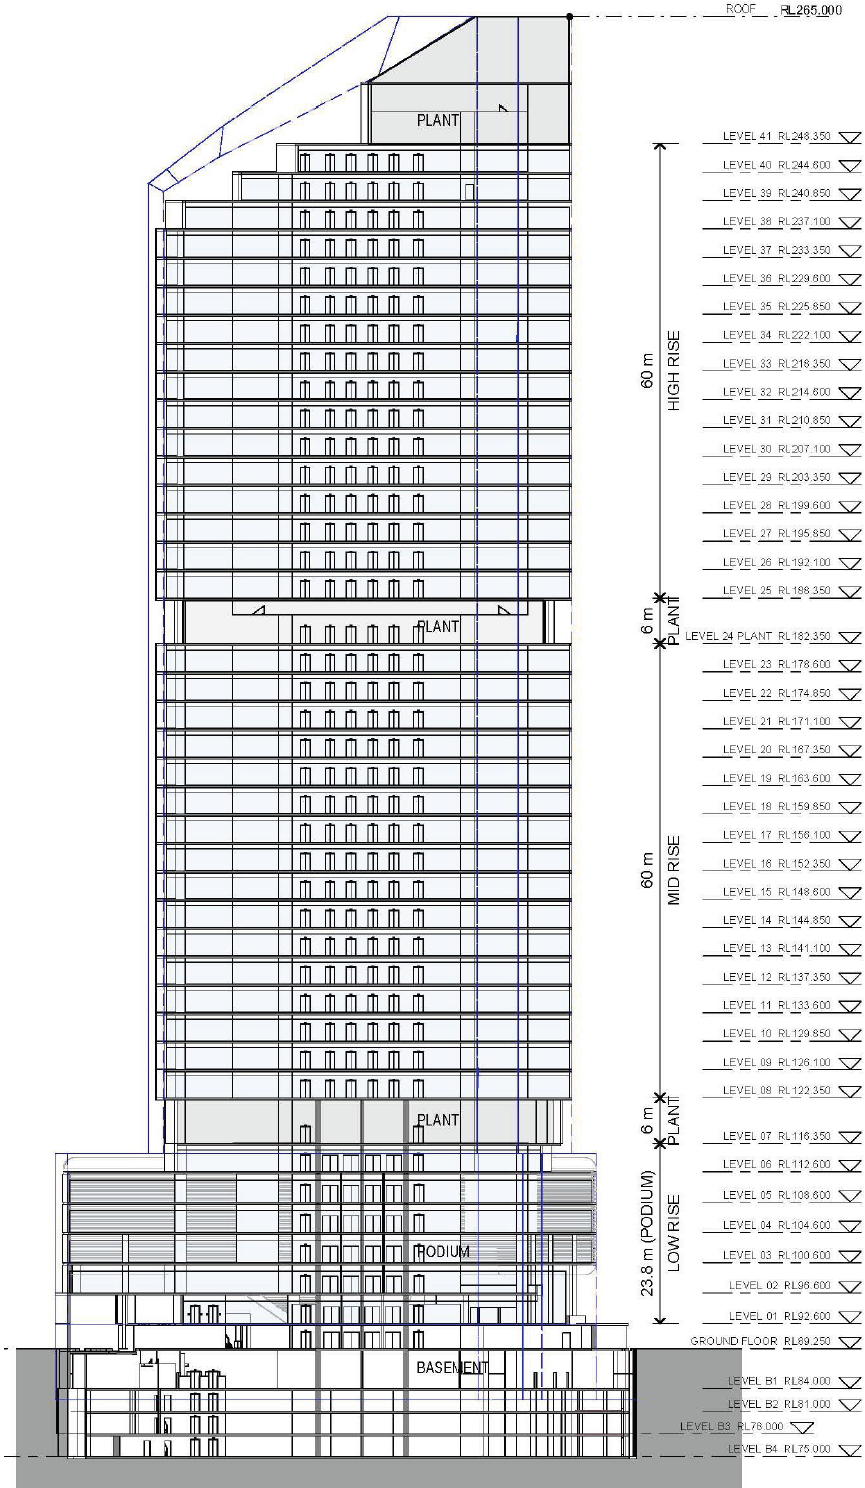 ROOF RL265.000
PLANT
LEVEL 41 RL248.350
LEVEL 40 RL244.600
LEVEL 39 RL240.850
LEVEL 38 RL237.100
LEVEL 37 RL233.350
LEVEL 36 RL229.600
LEVEL 35 RL225.850
LEVEL 34 RL222.100
LEVEL 33 RL218.350
60 m
HIGH RISE
LEVEL 32 RL214.600
LEVEL 31 RL210.850
LEVEL 30 RL207.100
LEVEL 29 RL203.350
LEVEL 28 RL199.600
LEVEL 27 RL195.850
LEVEL 26 RL192.100
LEVEL 25 RL188.350
PLANT
6 m
PLANT
LEVEL 24 PLANT RL182.350
LEVEL 23 RL178.600
LEVEL 22 RL174.850
LEVEL 21 RL171.100
LEVEL 20 RL167.350
LEVEL 19 RL163.600
LEVEL 18 RL159.850
LEVEL 17 RL156.100
60 m
MID RISE
LEVEL 16 RL152.350
LEVEL 15 RL148.600
LEVEL 14 RL144.850
LEVEL 13 RL141.100
LEVEL 12 RL137.350
LEVEL 11 RL133.600
LEVEL 10 RL129.850
LEVEL 09 RL126.100
LEVEL 08 RL122.350
PLANT
6 m
PLANT
LEVEL 07 RL116.350
LEVEL 06 RL112.600
LEVEL 05 RL108.600
LEVEL 04 RL104.600
23.8 m (PODIUM)
LOW RISE
PODIUM
LEVEL 03 RL100.600
LEVEL 02 RL96.600
LEVEL 01 RL92.600
GROUND FLOOR RL89.250
BASEMENT
LEVEL B1 RL84.000
LEVEL B2 RL81.000
LEVEL B3 RL78.000
LEVEL B4 RL75.000